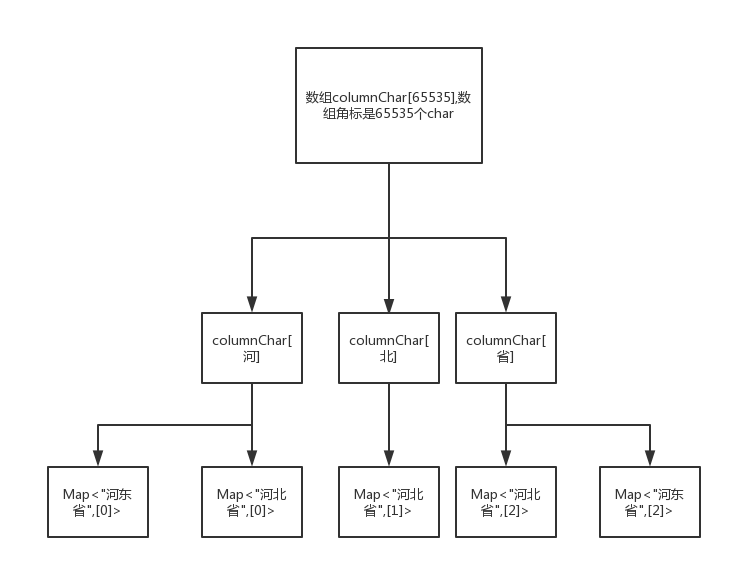 数组columnChar[65535],数
组角标是65535个char
columnChar[
河]
columnChar[
北]
columnChar[
省]
Map<"河东
省",[0]>
Map<"河北
省",[0]>
Map<"河北
省",[1]>
Map<"河北
省",[2]>
Map<"河东
省",[2]>